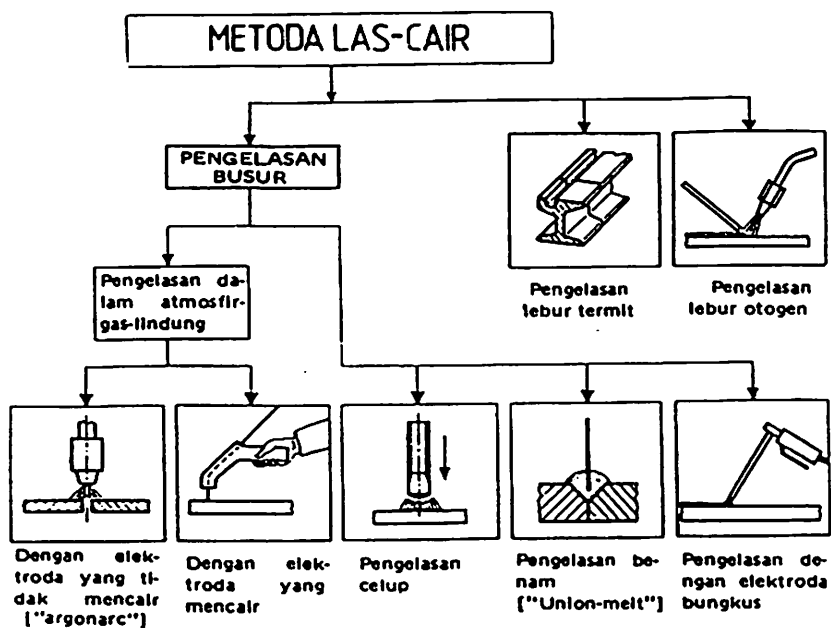 METODA LAS-CAIR
PENGELASAN
BUSUR
Pengelasan
lebur termit
Pengelasan
lebur otogen
Pengelasan da-
lam atmosfir-
gas-lindung
Dengan elek-
troda yang ti-
dak mencair
["argonarc"]
Dengan elek-
troda yang
mencair
Pengelasan
celup
Pengelasan be-
nam
["Union-melt"]
Pengelasan de-
ngan elektroda
bungkus